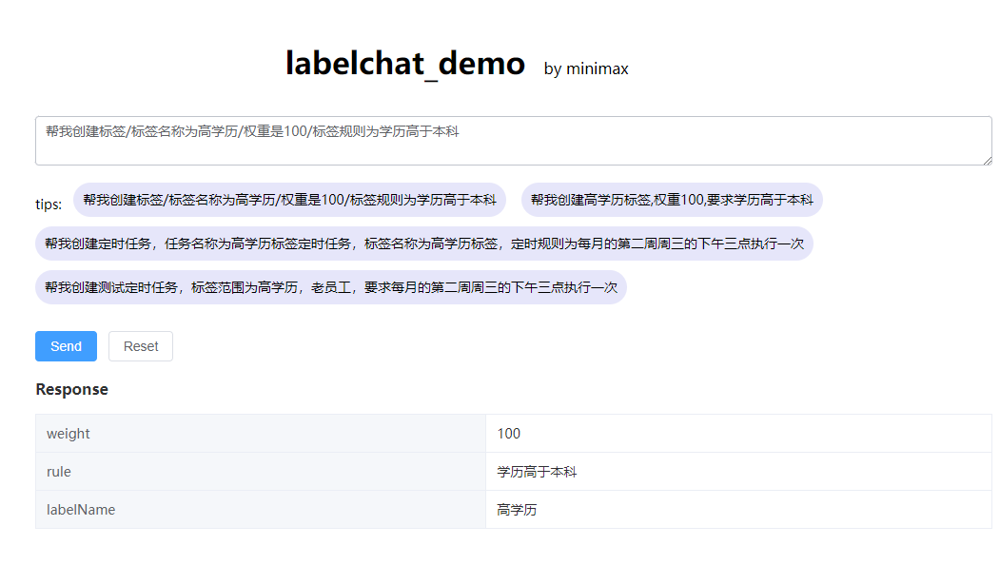 labelchat_demo by minimax
帮我创建标签/标签名称为高学历/权重是100/标签规则为学历高于本科
tips: 帮我创建标签/标签名称为高学历/权重是100/标签规则为学历高于本科 帮我创建高学历标签,权重100,要求学历高于本科
帮我创建定时任务，任务名称为高学历标签定时任务，标签名称为高学历标签，定时规则为每月的第二周周三的下午三点执行一次
帮我创建测试定时任务，标签范围为高学历，老员工，要求每月的第二周周三的下午三点执行一次
Send Reset
Response
weight 100
rule 学历高于本科
labelName 高学历